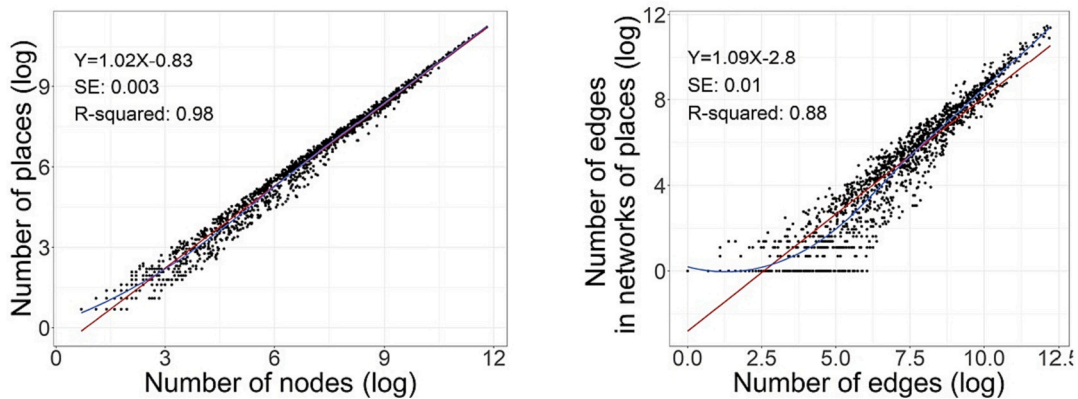 Number of places (log)
9
6
3
0
Y=1.02X-0.83
SE: 0.003
R-squared: 0.98
0 3 6 9 12
Number of nodes (log)
Number of edges
in networks of places (log)
12
8
4
0
Y=1.09X-2.8
SE: 0.01
R-squared: 0.88
0.0 2.5 5.0 7.5 10.0 12.5
Number of edges (log)